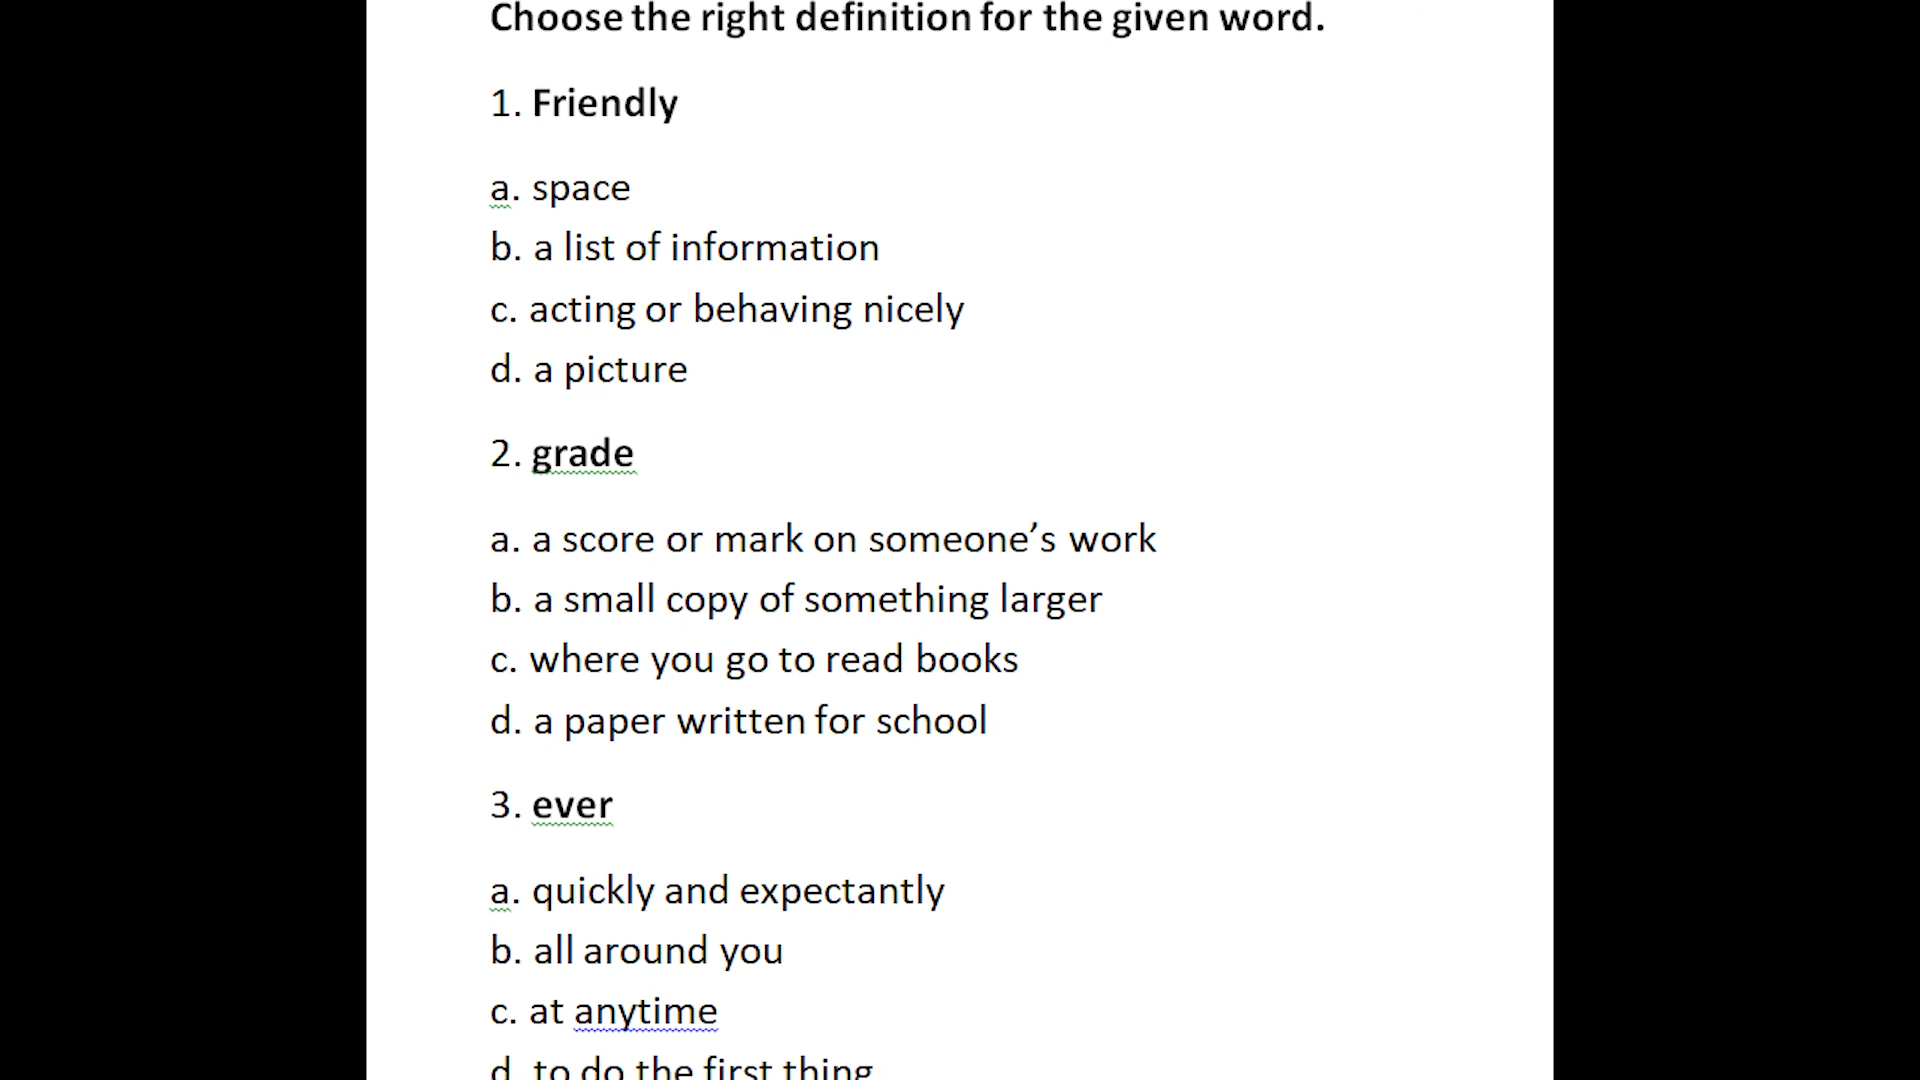 Choose the right definition for the given word.
1. Friendly
a. space
b. a list of information
c. acting or behaving nicely
d. a picture
2. grade
a. a score or mark on someone’s work
b. a small copy of something larger
c. where you go to read books
d. a paper written for school
3. ever
a. quickly and expectantly
b. all around you
c. at anytime
d. to do the first thing